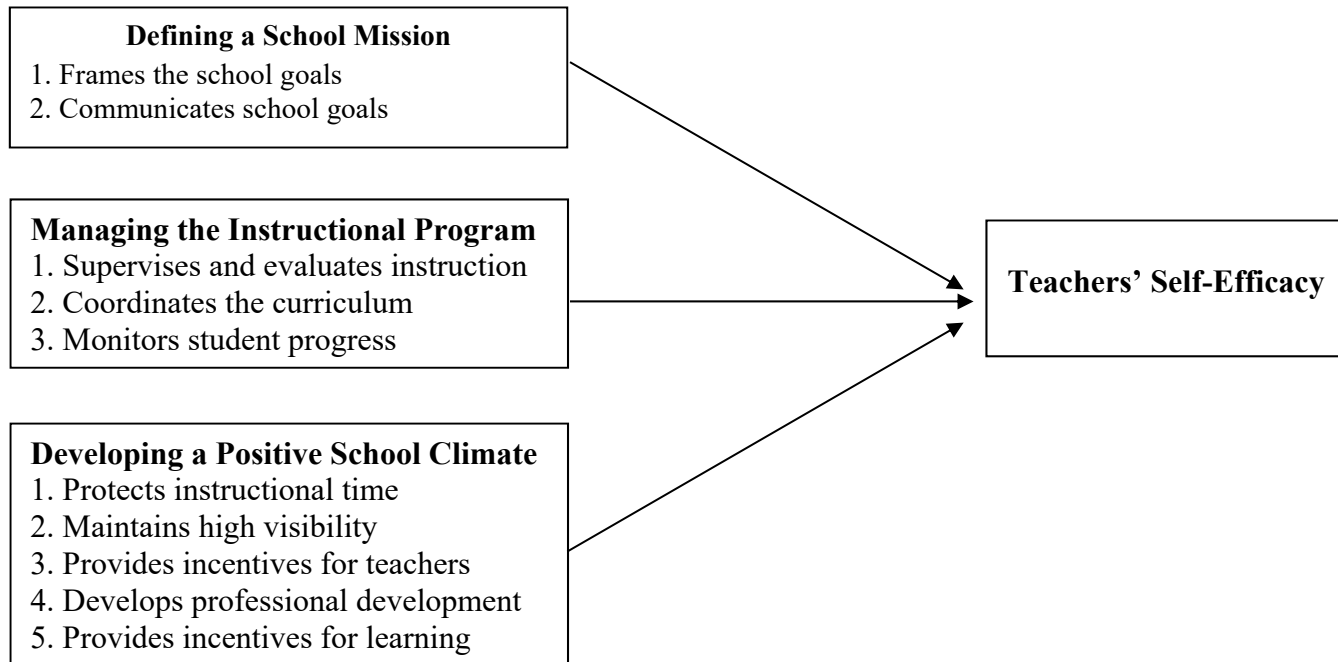 Defining a School Mission
1. Frames the school goals
2. Communicates school goals
Managing the Instructional Program
1. Supervises and evaluates instruction
2. Coordinates the curriculum
3. Monitors student progress
Developing a Positive School Climate
1. Protects instructional time
2. Maintains high visibility
3. Provides incentives for teachers
4. Develops professional development
5. Provides incentives for learning
Teachers’ Self-Efficacy